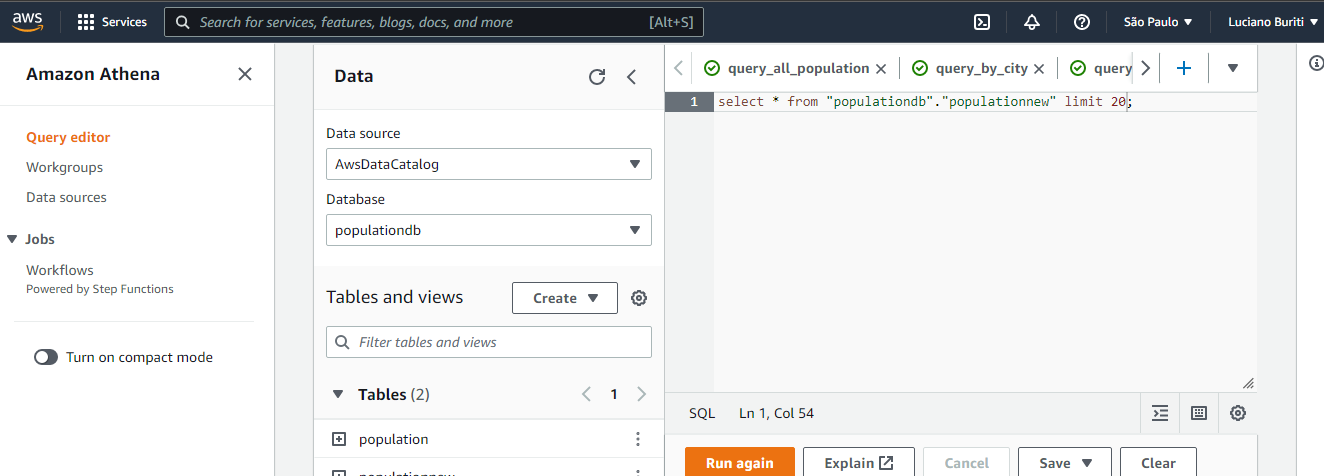 aws
Services
Search for services, features, blogs, docs, and more
[Alt+S]
São Paulo
Luciano Buriti
Amazon Athena
Query editor
Workgroups
Data sources
Jobs
Workflows
Powered by Step Functions
Turn on compact mode
Data
Data source
AwsDataCatalog
Database
populationdb
Tables and views
Create
Filter tables and views
Tables (2)
1
population
populationnew
query_all_population
query_by_city
query
1
select * from "populationdb"."populationnew" limit 20;
SQL
Ln 1, Col 54
Run again
Explain
Cancel
Save
Clear